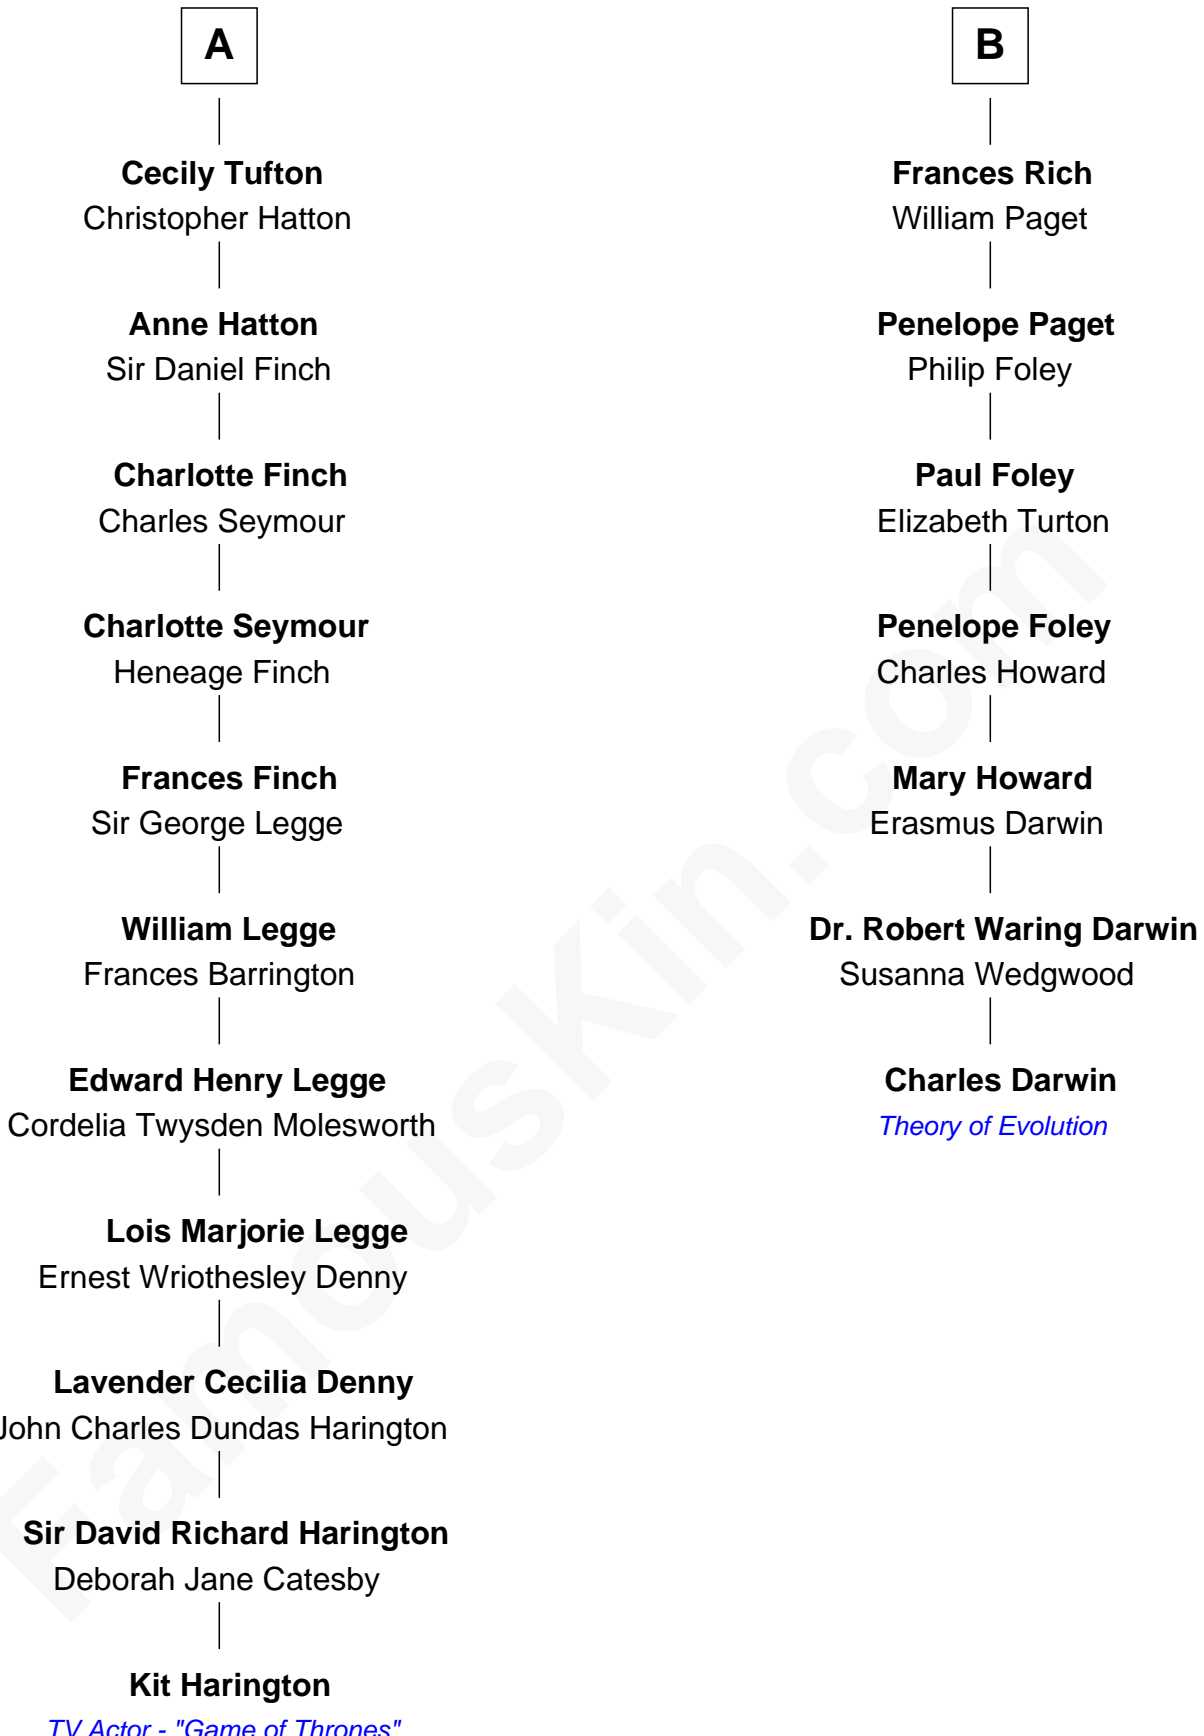 A
Cecily Tufton
Christopher Hatton
Anne Hatton
Sir Daniel Finch
Charlotte Finch
Charles Seymour
Charlotte Seymour
Heneage Finch
Frances Finch
Sir George Legge
William Legge
Frances Barrington
Edward Henry Legge
Cordelia Twysden Molesworth
Lois Marjorie Legge
Ernest Wriothesley Denny
Lavender Cecilia Denny
John Charles Dundas Harington
Sir David Richard Harington
Deborah Jane Catesby
Kit Harington
TV Actor - "Game of Thrones"
B
Frances Rich
William Paget
Penelope Paget
Philip Foley
Paul Foley
Elizabeth Turton
Penelope Foley
Charles Howard
Mary Howard
Erasmus Darwin
Dr. Robert Waring Darwin
Susanna Wedgwood
Charles Darwin
Theory of Evolution
FamousKin.com